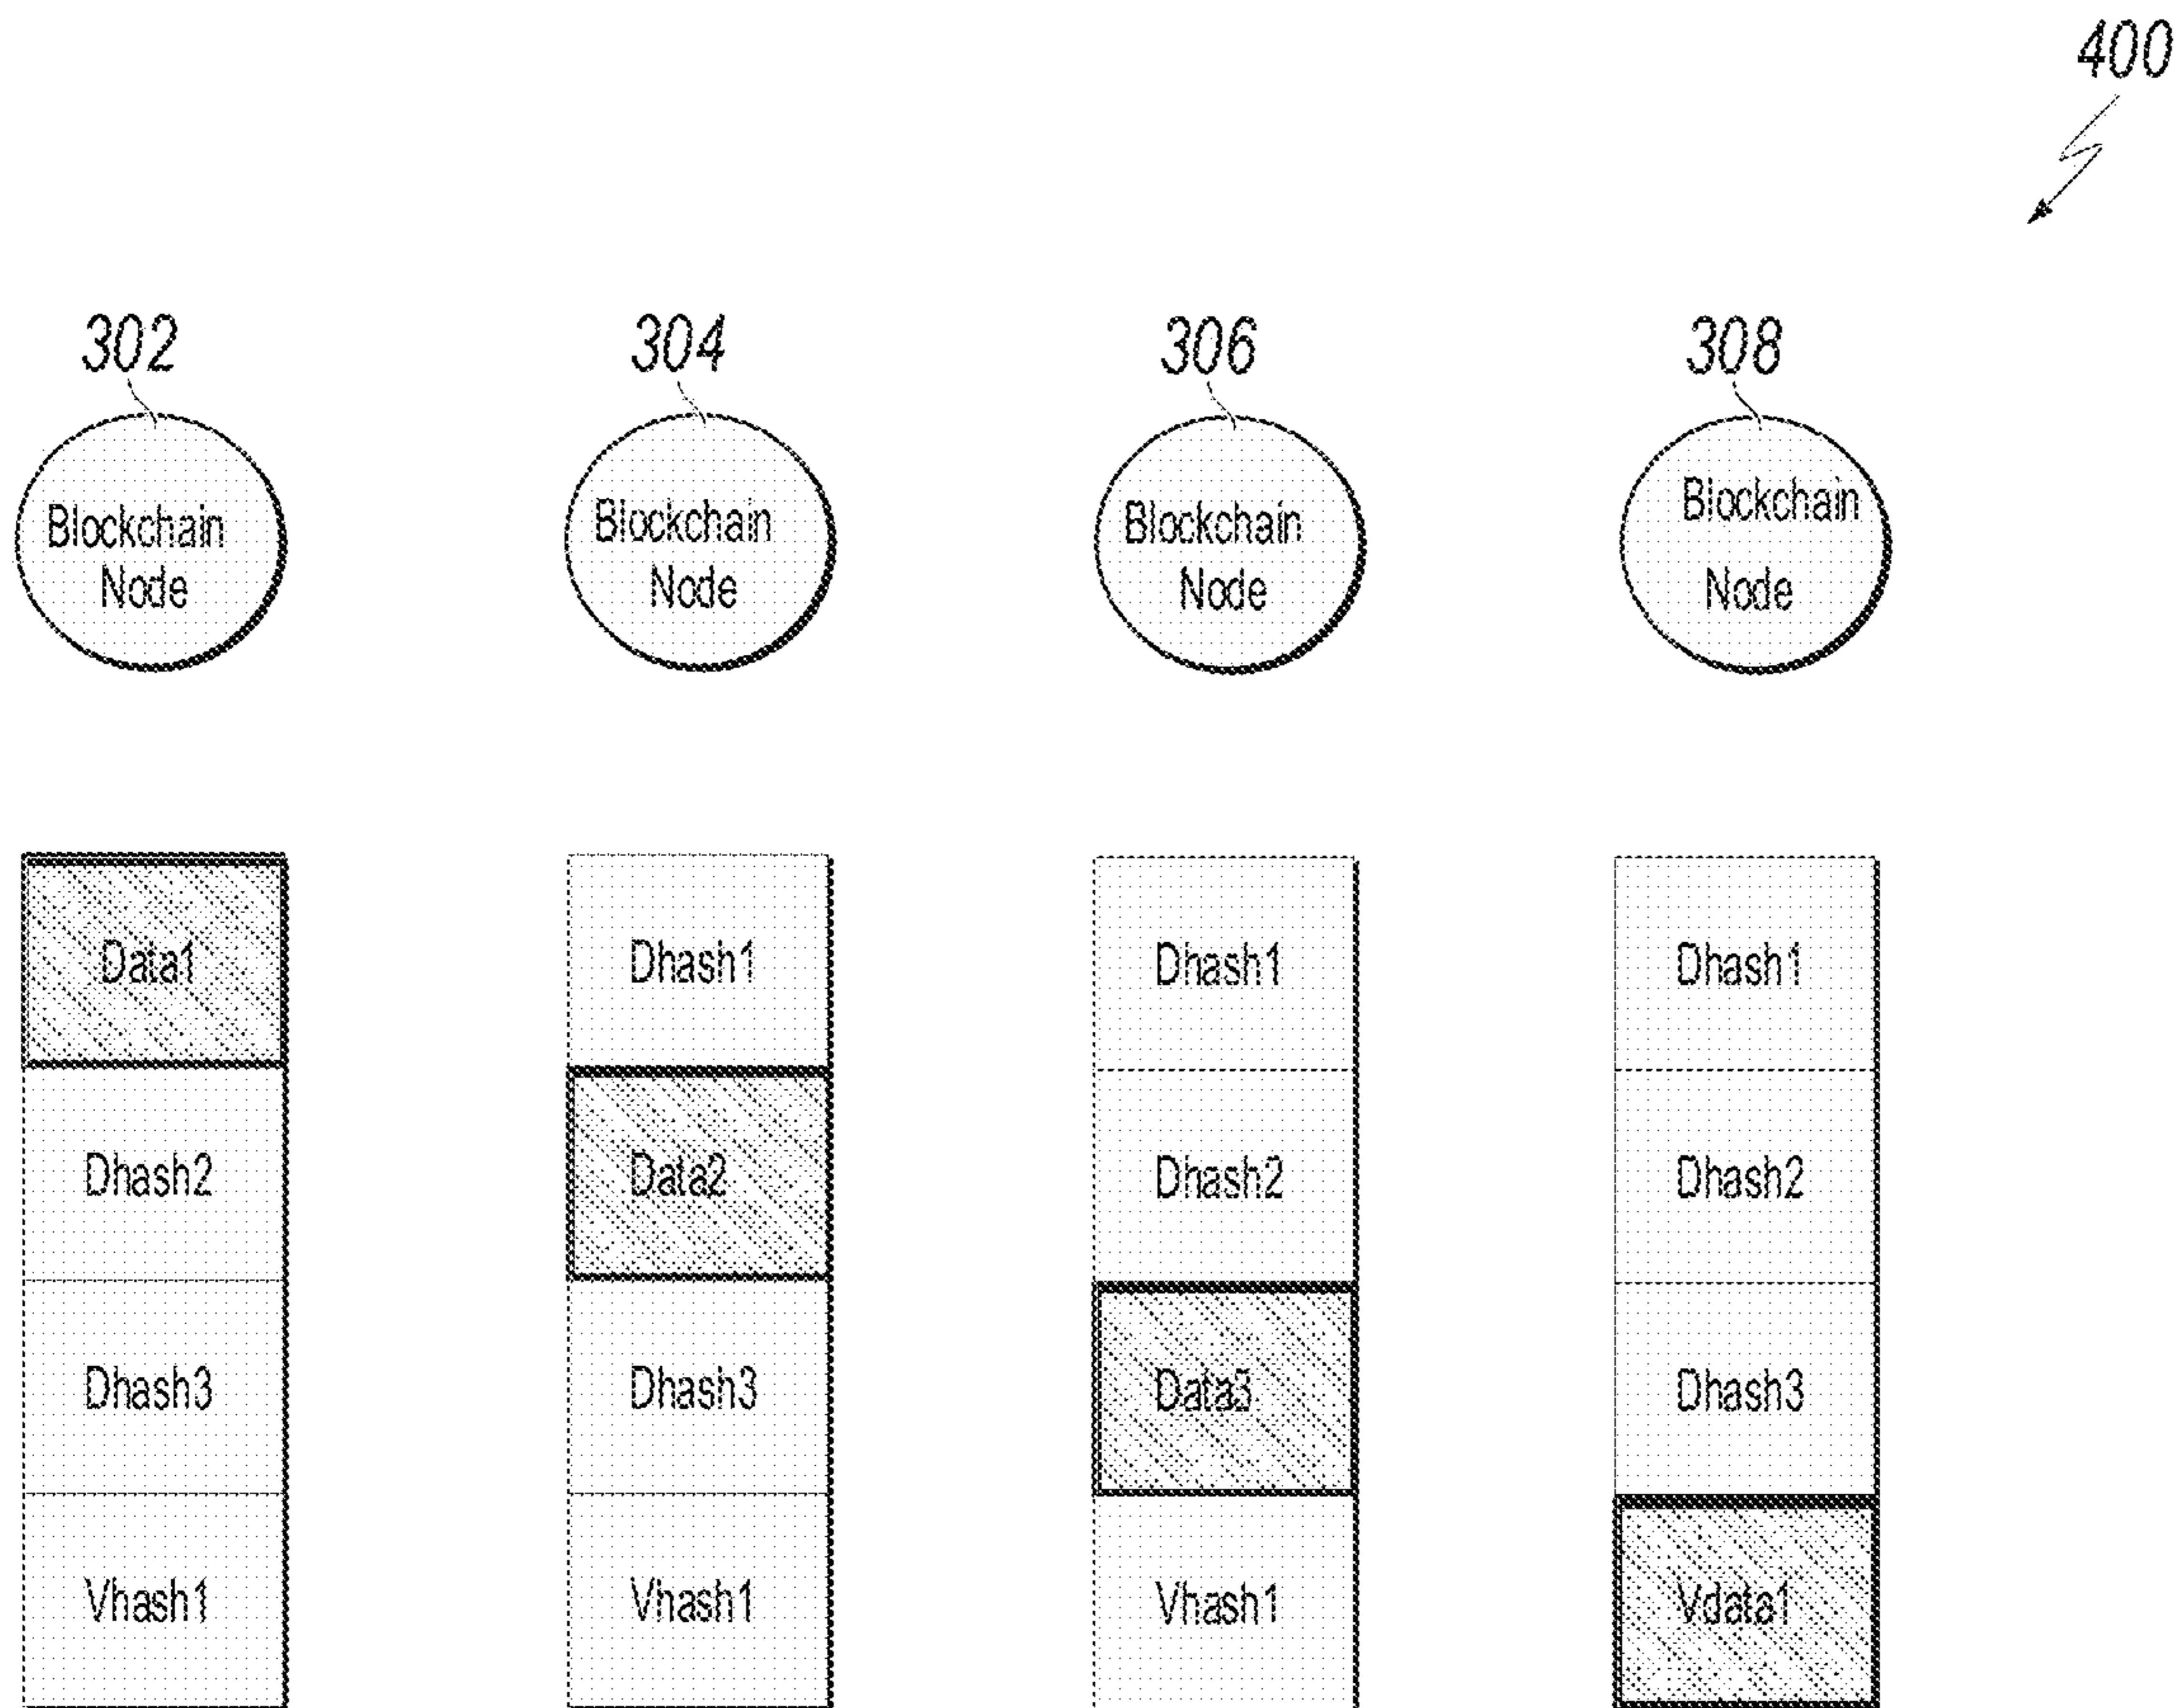 400
302
304
306
308
Blockchain
Node
Blockchain
Node
Blockchain
Node
Blockchain
Node
Data1
Dhash1
Dhash1
Dhash1
Dhash2
Data2
Dhash2
Dhash2
Dhash3
Dhash3
Data3
Dhash3
Vhash1
Vhash1
Vhash1
Vdata1